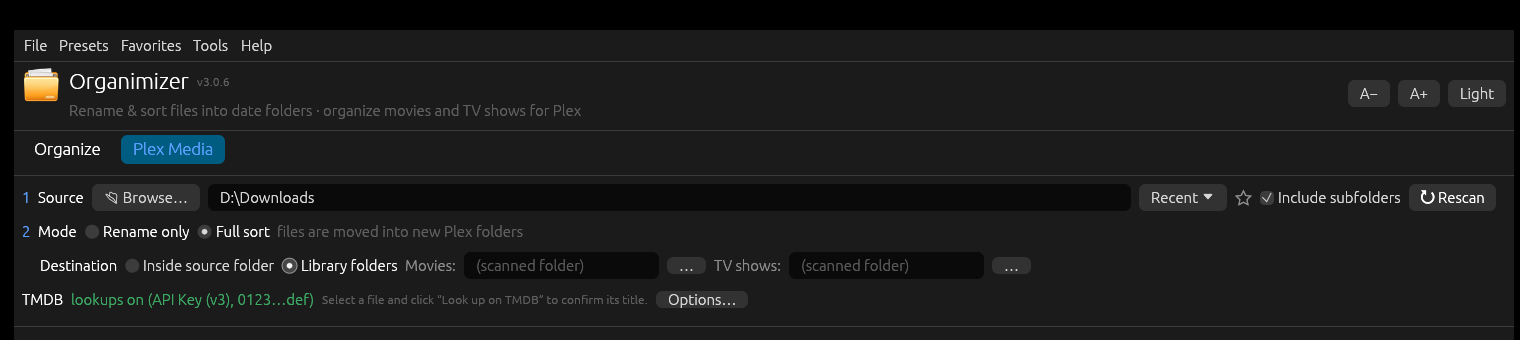 File Presets Favorites Tools Help
Organimizer v3.0.6
Rename & sort files into date folders · organize movies and TV shows for Plex
A− A+ Light
Organize Plex Media
1 Source Browse... D:\Downloads Recent Include subfolders Rescan
2 Mode Rename only Full sort files are moved into new Plex folders
Destination Inside source folder Library folders Movies: (scanned folder) ... TV shows: (scanned folder) ...
TMDB lookups on (API Key (v3), 0123...def) Select a file and click “Look up on TMDB” to confirm its title. Options...